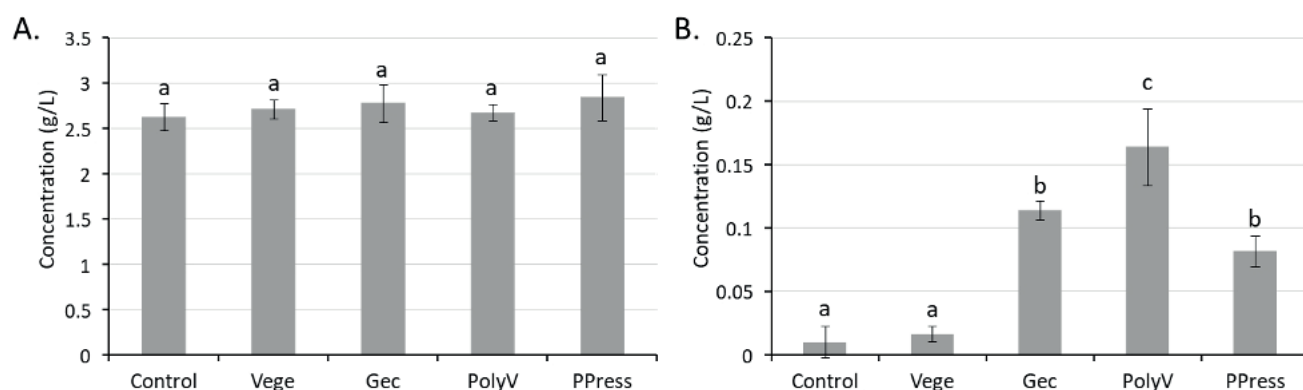 A.
Concentration (g/L)
3.5
3
2.5
2
1.5
1
0.5
0
a
a
a
a
a
Control Vege Gec PolyV PPress
B.
Concentration (g/L)
0.25
0.2
0.15
0.1
0.05
0
a
a
b
c
b
Control Vege Gec PolyV PPress